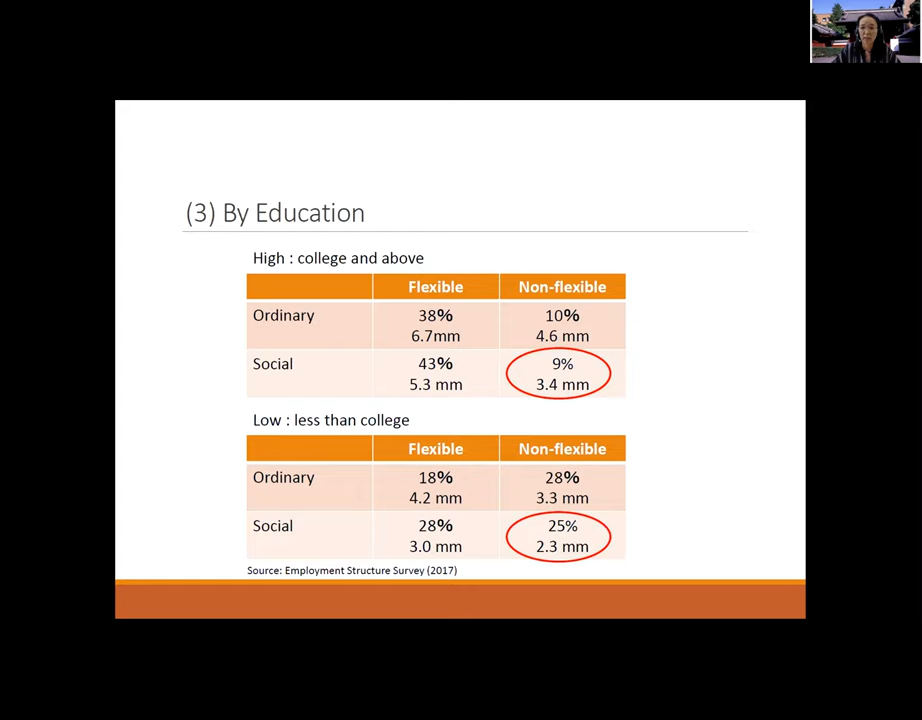 (3) By Education
High : college and above
Flexible Non-flexible
Ordinary 38% 10%
6.7mm 4.6 mm
Social 43% 9%
5.3 mm 3.4 mm
Low : less than college
Flexible Non-flexible
Ordinary 18% 28%
4.2 mm 3.3 mm
Social 28% 25%
3.0 mm 2.3 mm
Source: Employment Structure Survey (2017)